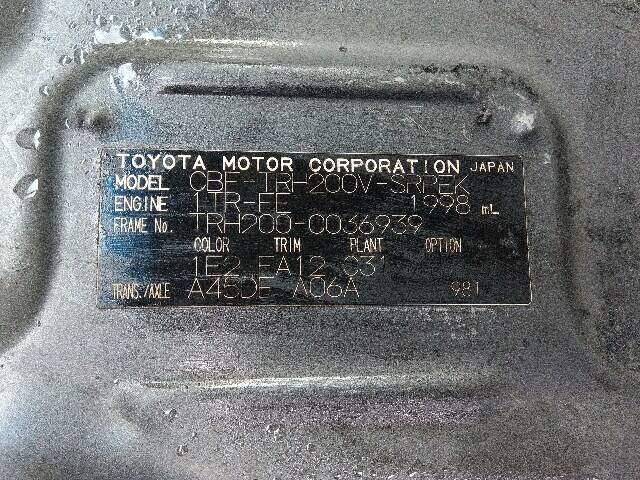 TOYOTA MOTOR CORPORATION JAPAN
MODEL CBF-TRH200V-SRPEK
ENGINE 1TR-FE 1998 mL
FRAME No. TRH200-0036939
COLOR TRIM PLANT OPTION
1E2 FA12 C31
TRANS./AXLE A45DE A06A 981